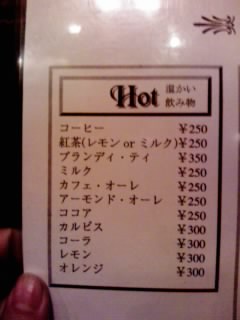 Hot 温かい
飲み物
コーヒー ¥250
紅茶(レモン or ミルク) ¥250
ブランディ・ティ ¥350
ミルク ¥250
カフェ・オーレ ¥250
アーモンド・オーレ ¥250
ココア ¥250
カルピス ¥300
コーラ ¥300
レモン ¥300
オレンジ ¥300